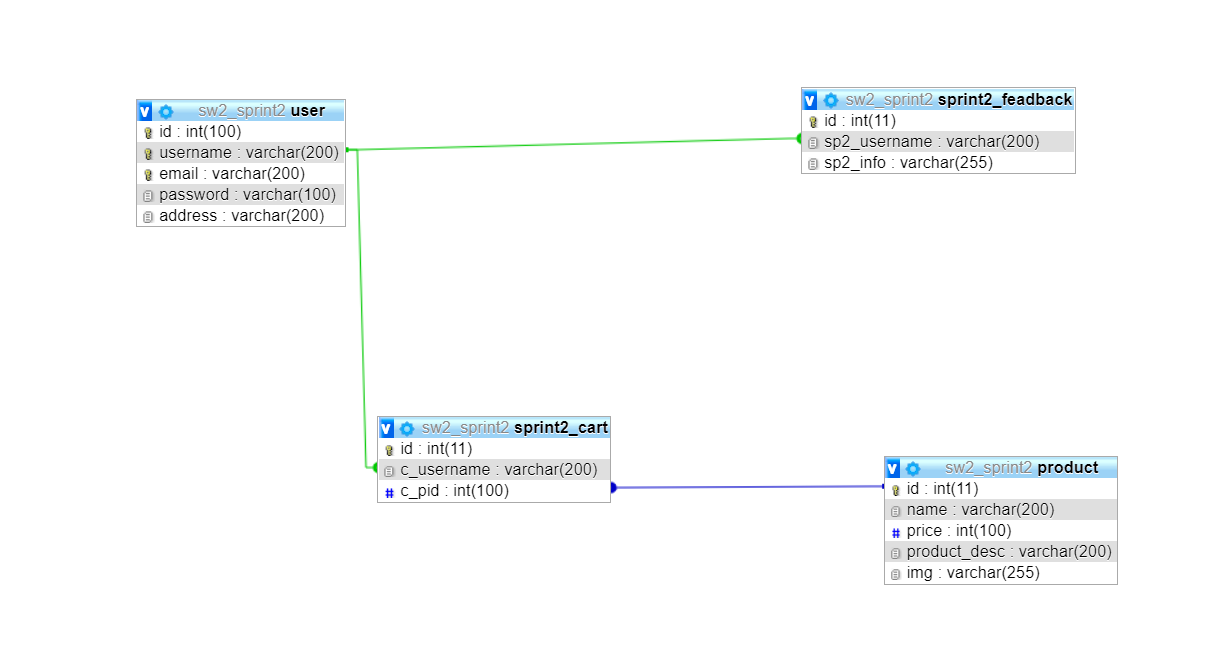 v sw2_sprint2 user
id : int(100)
username : varchar(200)
email : varchar(200)
password : varchar(100)
address : varchar(200)
v sw2_sprint2 sprint2_feadback
id : int(11)
sp2_username : varchar(200)
sp2_info : varchar(255)
v sw2_sprint2 sprint2_cart
id : int(11)
c_username : varchar(200)
# c_pid : int(100)
v sw2_sprint2 product
id : int(11)
name : varchar(200)
# price : int(100)
product_desc : varchar(200)
img : varchar(255)